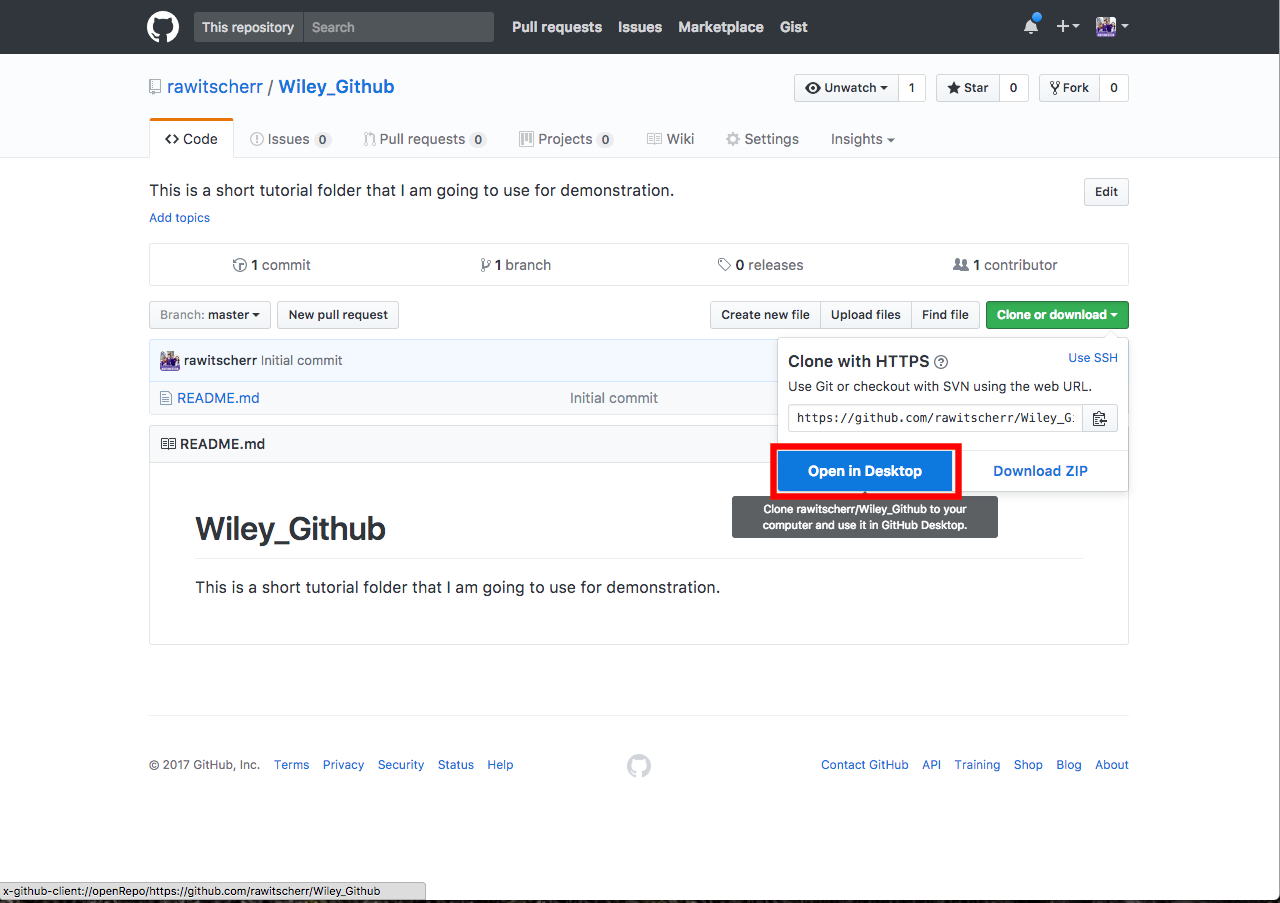 This repository Search Pull requests Issues Marketplace Gist
rawitscherr / Wiley_Github Unwatch 1 Star 0 Fork 0
Code Issues 0 Pull requests 0 Projects 0 Wiki Settings Insights
This is a short tutorial folder that I am going to use for demonstration. Edit
Add topics
1 commit 1 branch 0 releases 1 contributor
Branch: master New pull request Create new file Upload files Find file Clone or download
rawitscherr Initial commit
README.md Initial commit
Clone with HTTPS ? Use SSH
Use Git or checkout with SVN using the web URL.
https://github.com/rawitscherr/Wiley_G
Open in Desktop Download ZIP
Clone rawitscherr/Wiley_Github to your
computer and use it in GitHub Desktop.
README.md
Wiley_Github
This is a short tutorial folder that I am going to use for demonstration.
© 2017 GitHub, Inc. Terms Privacy Security Status Help Contact GitHub API Training Shop Blog About
x-github-client://openRepo/https://github.com/rawitscherr/Wiley_Github